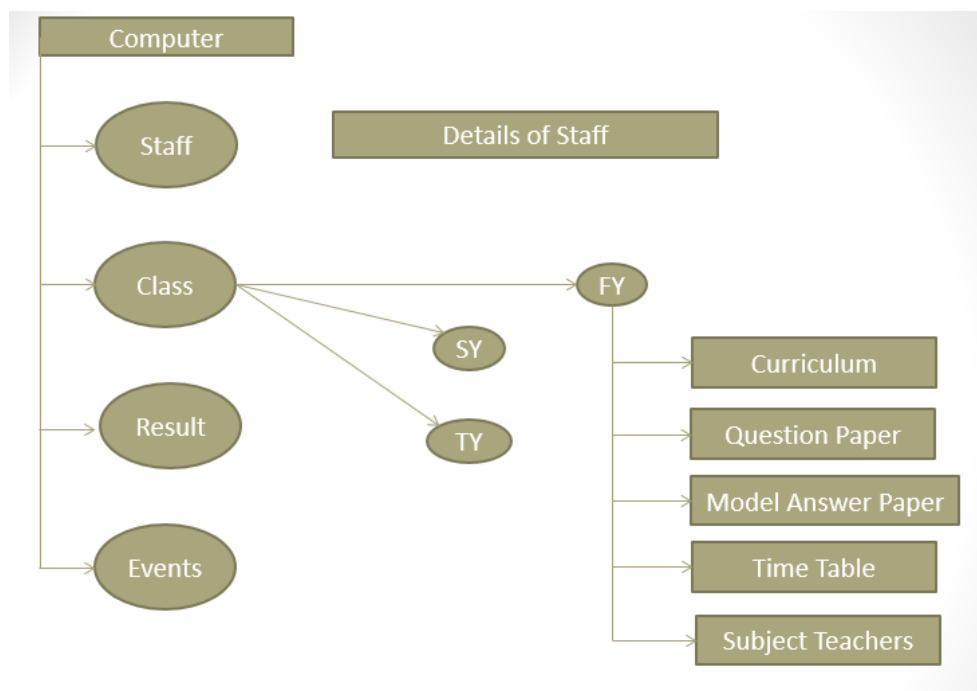 Computer
Staff
Details of Staff
Class
FY
SY
TY
Curriculum
Question Paper
Model Answer Paper
Time Table
Subject Teachers
Result
Events